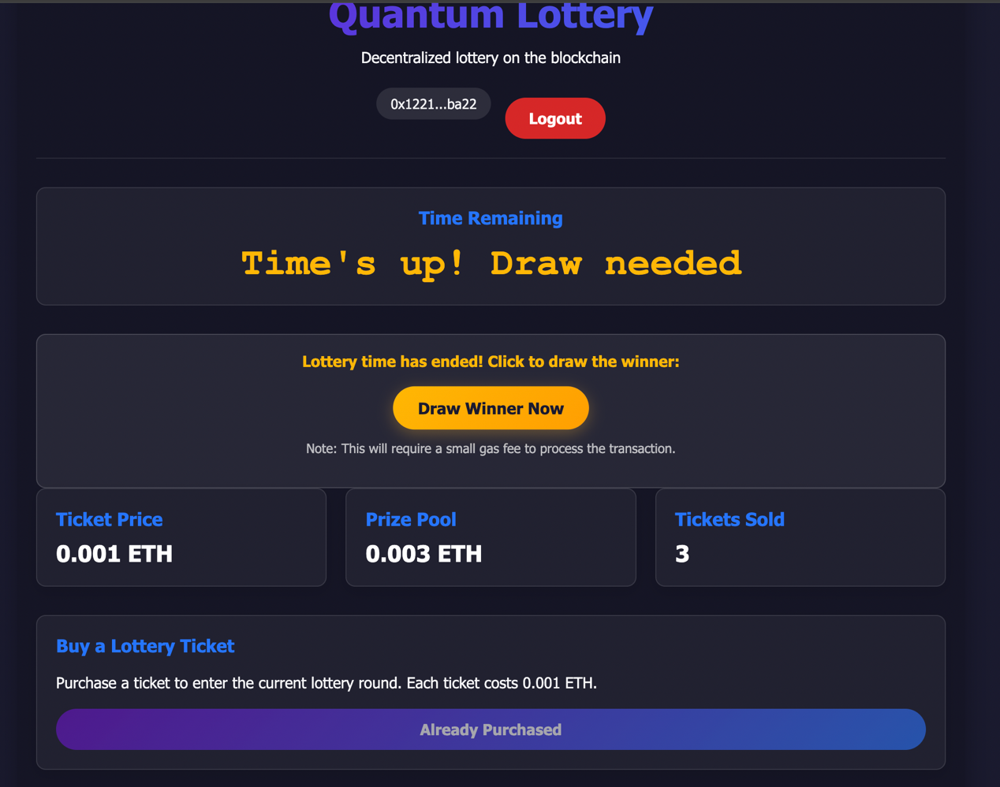 Quantum Lottery
Decentralized lottery on the blockchain
0x1221...ba22
Logout
Time Remaining
Time's up! Draw needed
Lottery time has ended! Click to draw the winner:
Draw Winner Now
Note: This will require a small gas fee to process the transaction.
Ticket Price
0.001 ETH
Prize Pool
0.003 ETH
Tickets Sold
3
Buy a Lottery Ticket
Purchase a ticket to enter the current lottery round. Each ticket costs 0.001 ETH.
Already Purchased